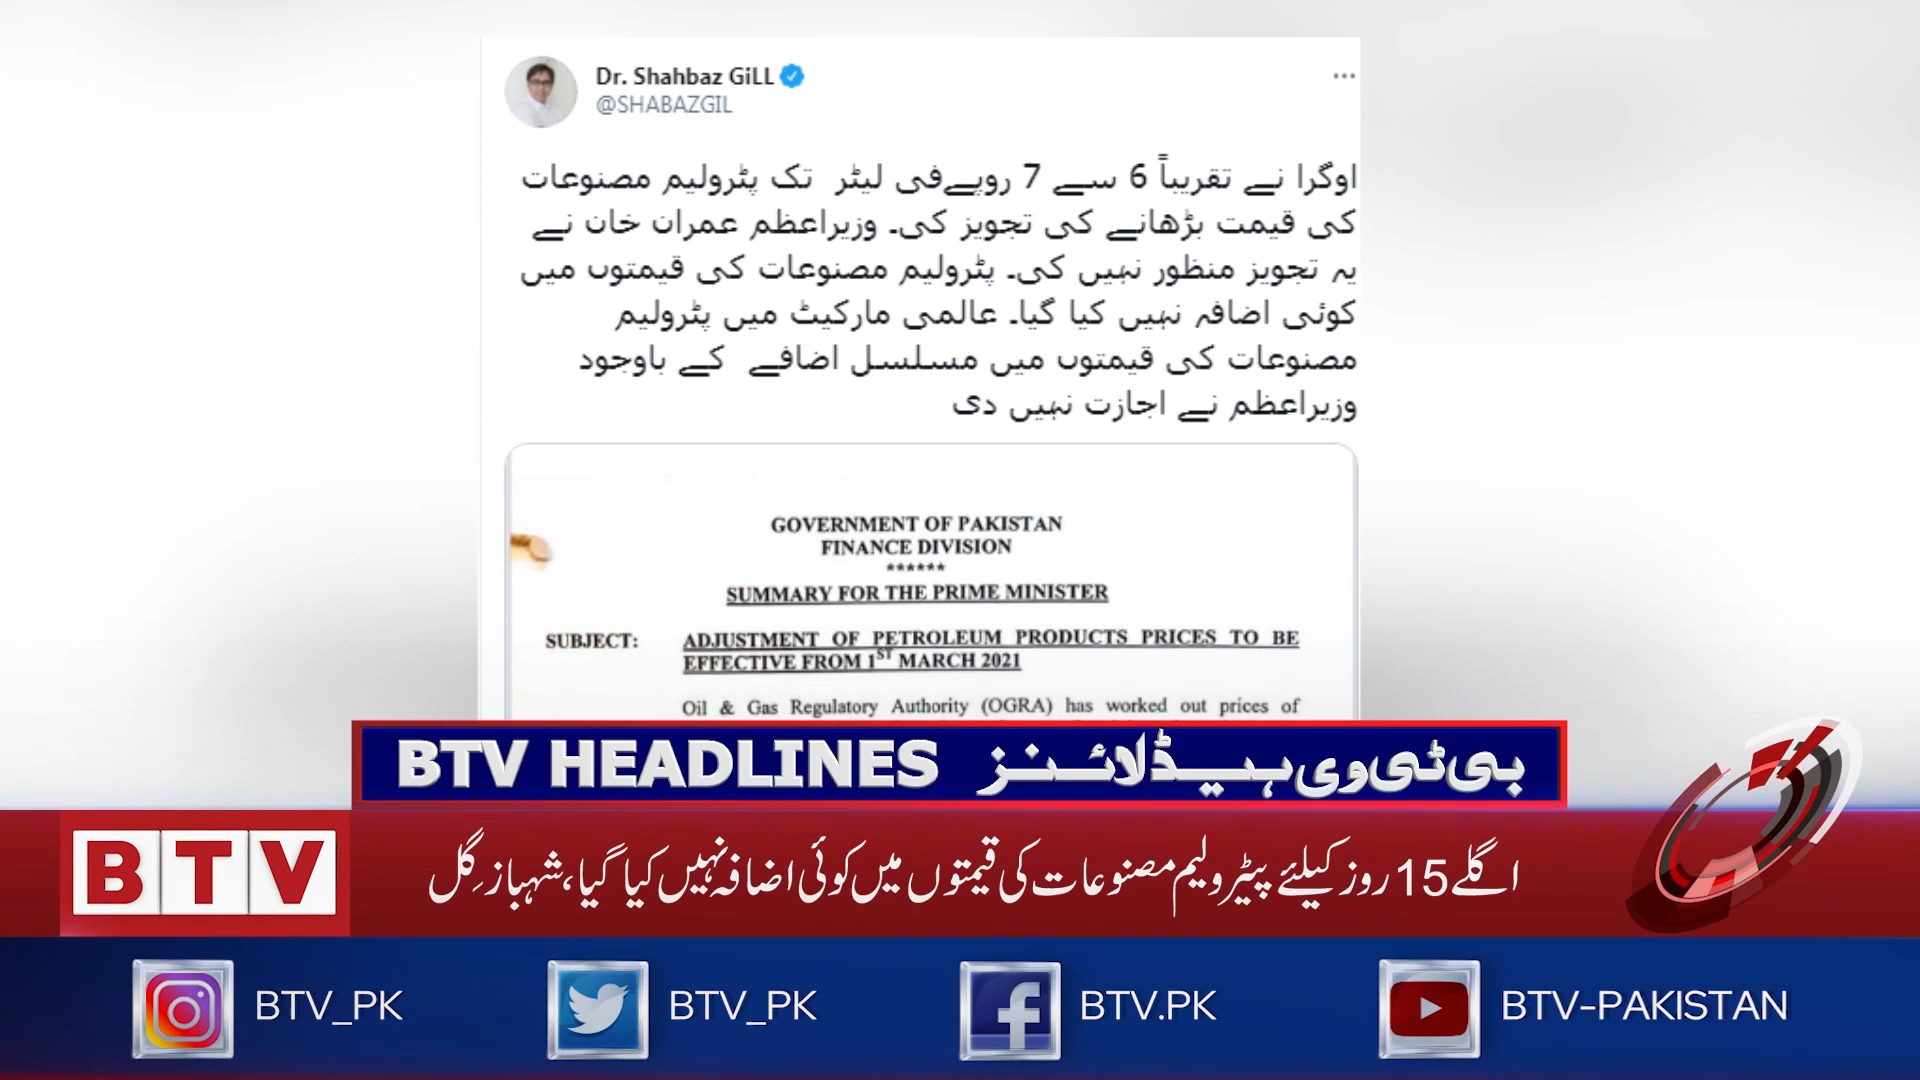 Dr. Shahbaz GiLL
@SHABAZGIL
اوگرا نے تقریباً 6 سے 7 روپےفی لیٹر تک پٹرولیم مصنوعات
کی قیمت بڑھانے کی تجویز کی۔ وزیراعظم عمران خان نے
یہ تجویز منظور نہیں کی۔ پٹرولیم مصنوعات کی قیمتوں میں
کوئی اضافہ نہیں کیا گیا۔ عالمی مارکیٹ میں پٹرولیم
مصنوعات کی قیمتوں میں مسلسل اضافے کے باوجود
وزیراعظم نے اجازت نہیں دی
GOVERNMENT OF PAKISTAN
FINANCE DIVISION
******
SUMMARY FOR THE PRIME MINISTER
SUBJECT: ADJUSTMENT OF PETROLEUM PRODUCTS PRICES TO BE
EFFECTIVE FROM 1ST MARCH 2021
Oil & Gas Regulatory Authority (OGRA) has worked out prices of
BTV HEADLINES بی ٹی وی ہیڈلائنز
BTV
اگلے 15 روز کیلئے پیٹرولیم مصنوعات کی قیمتوں میں کوئی اضافہ نہیں کیا گیا، شہباز گِل
BTV_PK
BTV_PK
BTV.PK
BTV-PAKISTAN